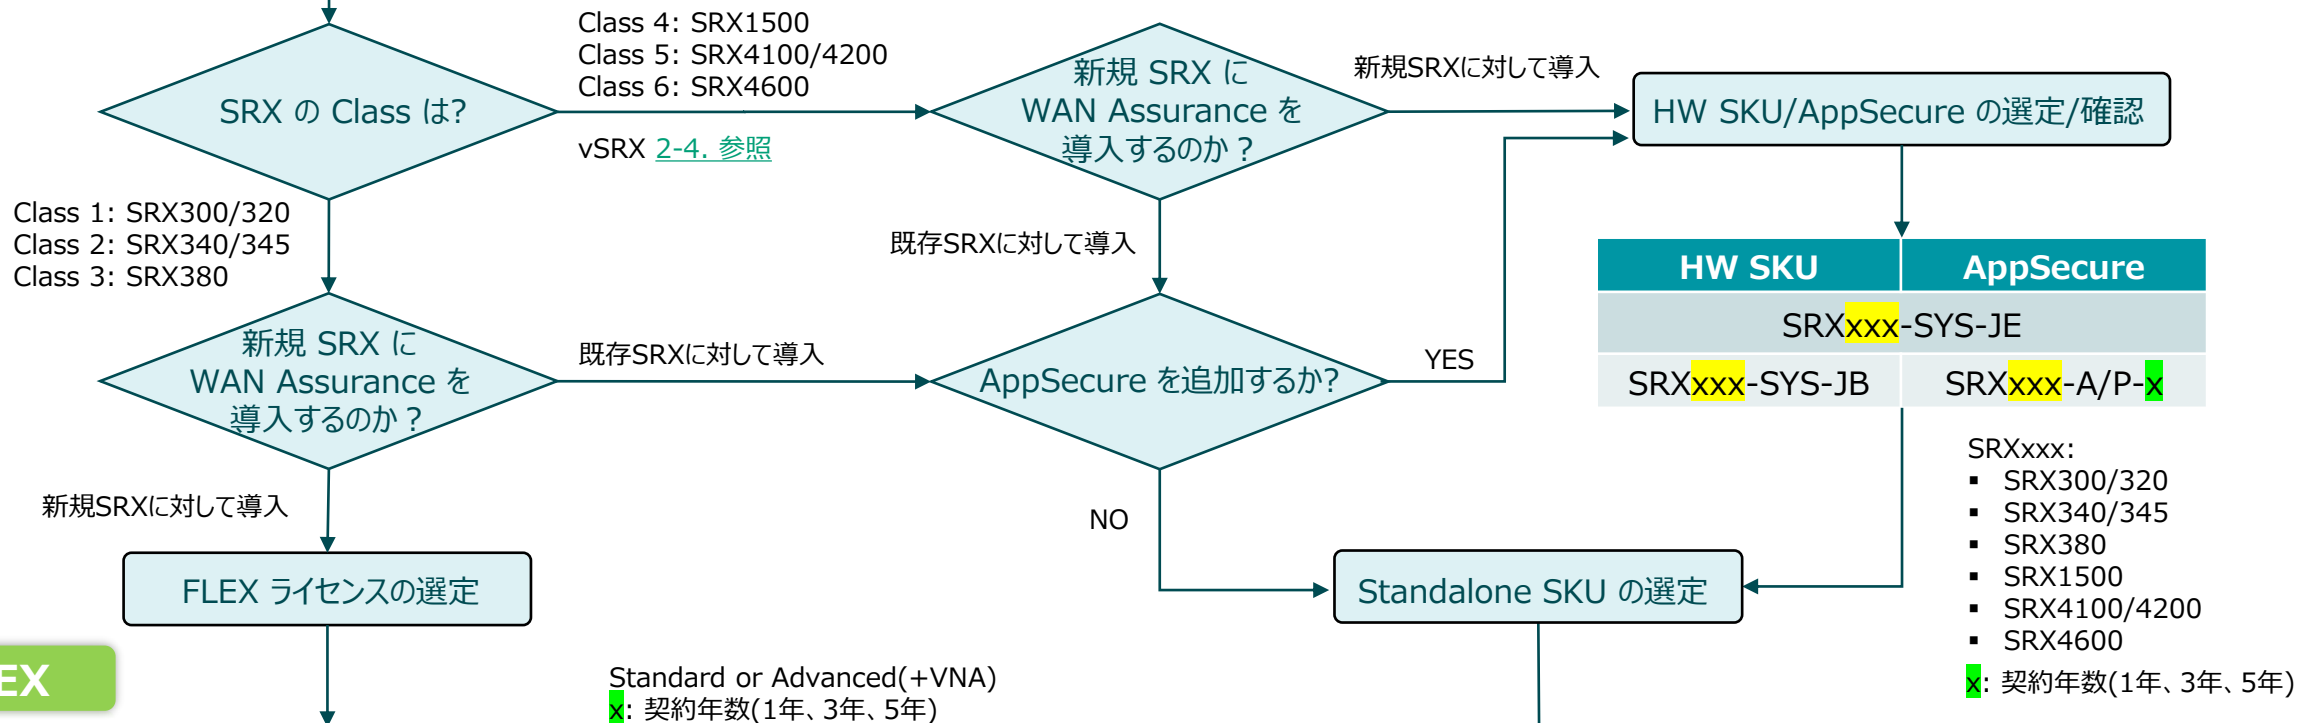 Class 4: SRX1500
Class 5: SRX4100/4200
Class 6: SRX4600
SRX の Class は?
vSRX 2-4. 参照
新規 SRX に
WAN Assurance を
導入するのか？
新規SRXに対して導入
HW SKU/AppSecure の選定/確認
Class 1: SRX300/320
Class 2: SRX340/345
Class 3: SRX380
既存SRXに対して導入
HW SKU
AppSecure
SRXxxx-SYS-JE
SRXxxx-SYS-JB
SRXxxx-A/P-x
新規 SRX に
WAN Assurance を
導入するのか？
既存SRXに対して導入
AppSecure を追加するか?
YES
SRXxxx:
▪ SRX300/320
▪ SRX340/345
▪ SRX380
▪ SRX1500
▪ SRX4100/4200
▪ SRX4600
x: 契約年数(1年、3年、5年)
新規SRXに対して導入
NO
FLEX ライセンスの選定
Standalone SKU の選定
EX
Standard or Advanced(+VNA)
x: 契約年数(1年、3年、5年)